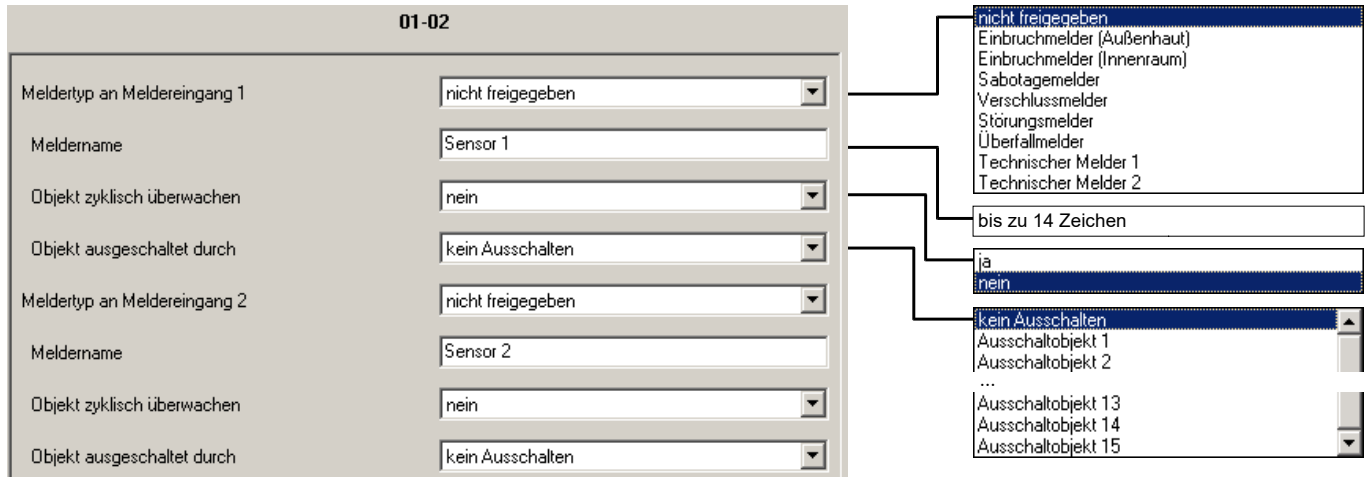 01-02
Meldertyp an Meldereingang 1 nicht freigegeben
Meldername Sensor 1
Objekt zyklisch überwachen nein
Objekt ausgeschaltet durch kein Ausschalten
Meldertyp an Meldereingang 2 nicht freigegeben
Meldername Sensor 2
Objekt zyklisch überwachen nein
Objekt ausgeschaltet durch kein Ausschalten
nicht freigegeben
Einbruchmelder (Außenhaut)
Einbruchmelder (Innenraum)
Sabotagemelder
Verschlussmelder
Störungsmelder
Überfallmelder
Technischer Melder 1
Technischer Melder 2
bis zu 14 Zeichen
ja
nein
kein Ausschalten
Ausschaltobjekt 1
Ausschaltobjekt 2
...
Ausschaltobjekt 13
Ausschaltobjekt 14
Ausschaltobjekt 15